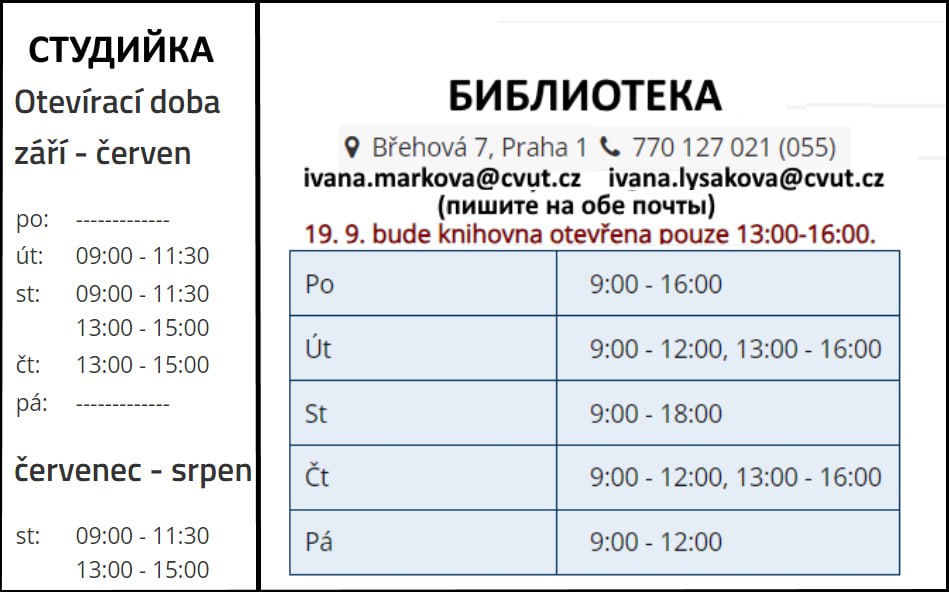 СТУДИЙКА
Otevírací doba
září - červen
po: -------------
út: 09:00 - 11:30
st: 09:00 - 11:30
13:00 - 15:00
čt: 13:00 - 15:00
pá: -------------
červenec - srpen
st: 09:00 - 11:30
13:00 - 15:00
БИБЛИОТЕКА
Břehová 7, Praha 1 770 127 021 (055)
ivana.markova@cvut.cz ivana.lysakova@cvut.cz
(пишите на обе почты)
19. 9. bude knihovna otevřena pouze 13:00-16:00.
Po 9:00 - 16:00
Út 9:00 - 12:00, 13:00 - 16:00
St 9:00 - 18:00
Čt 9:00 - 12:00, 13:00 - 16:00
Pá 9:00 - 12:00